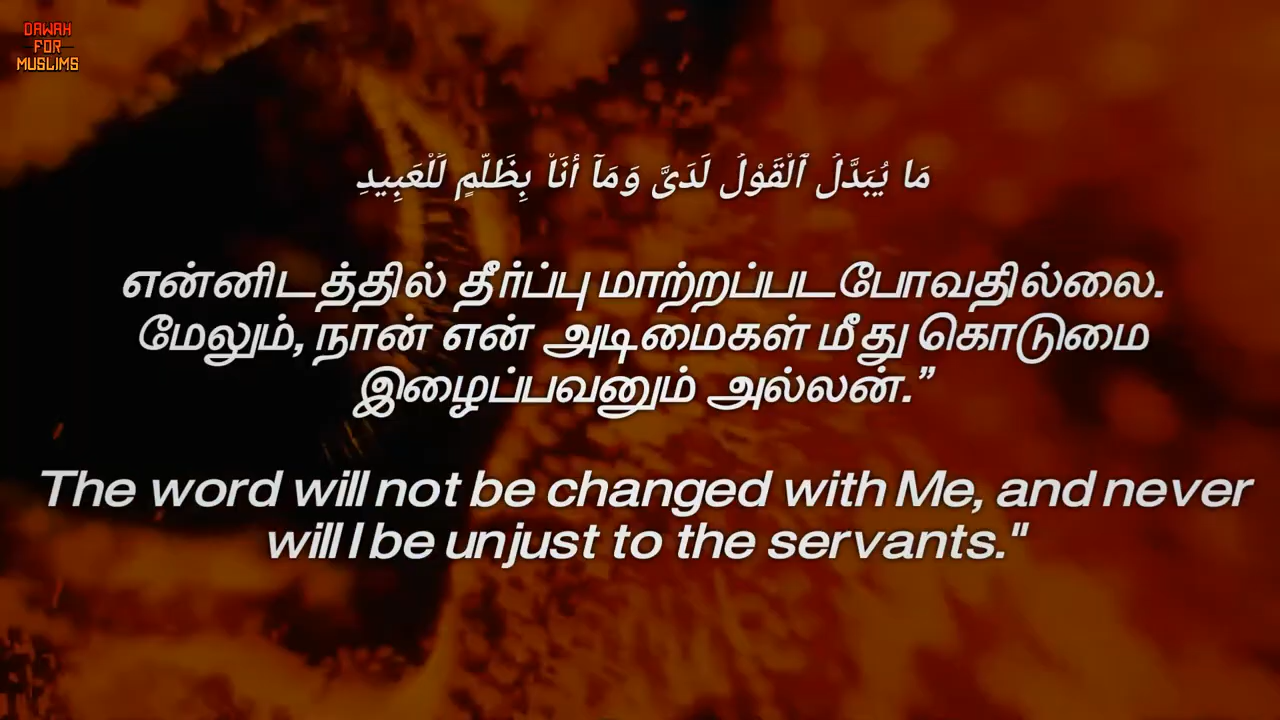 DAWAH
FOR
MUSLIMS
مَا يُبَدَّلُ ٱلْقَوْلُ لَدَىَّ وَمَآ أَنَا۠ بِظَلَّـٰمٍ لِّلْعَبِيدِ
என்னிடத்தில் தீர்ப்பு மாற்றப்படபோவதில்லை.
மேலும், நான் என் அடிமைகள் மீது கொடுமை
இழைப்பவனும் அல்லன்.”
The word will not be changed with Me, and never
will I be unjust to the servants."